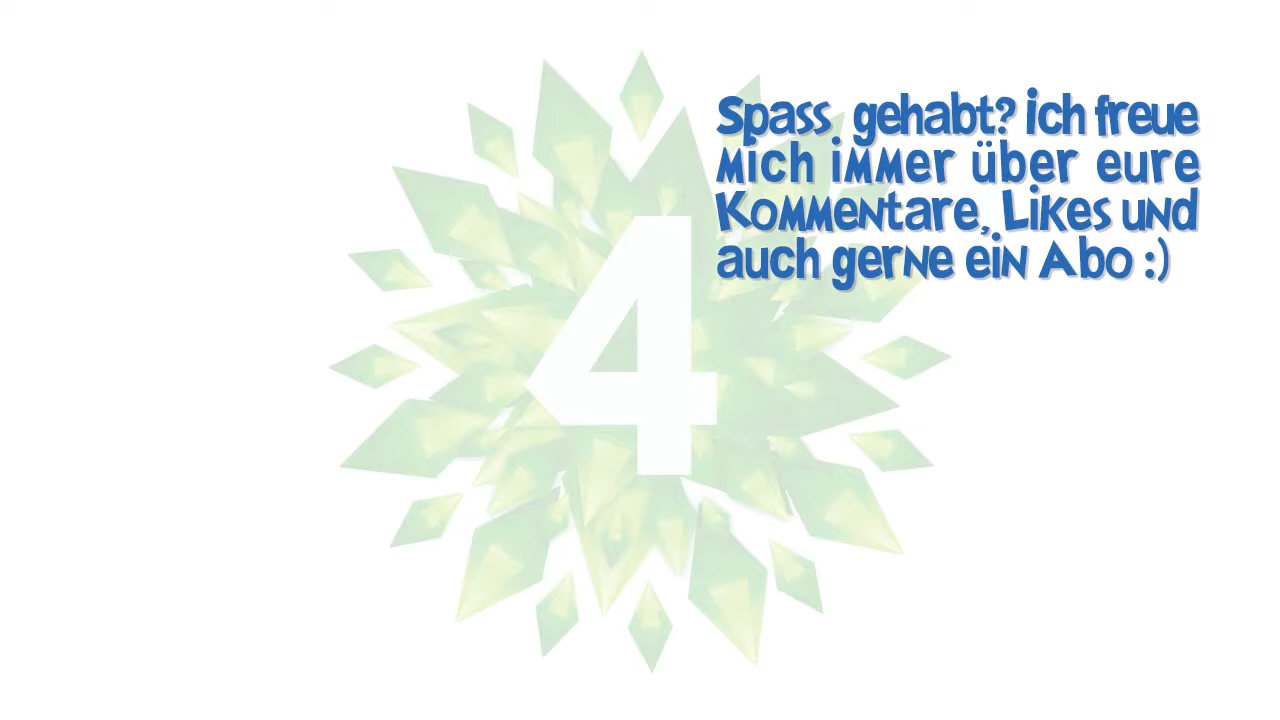 Spass gehabt? Ich freue
mich immer über eure
Kommentare, Likes und
auch gerne ein Abo :)
4